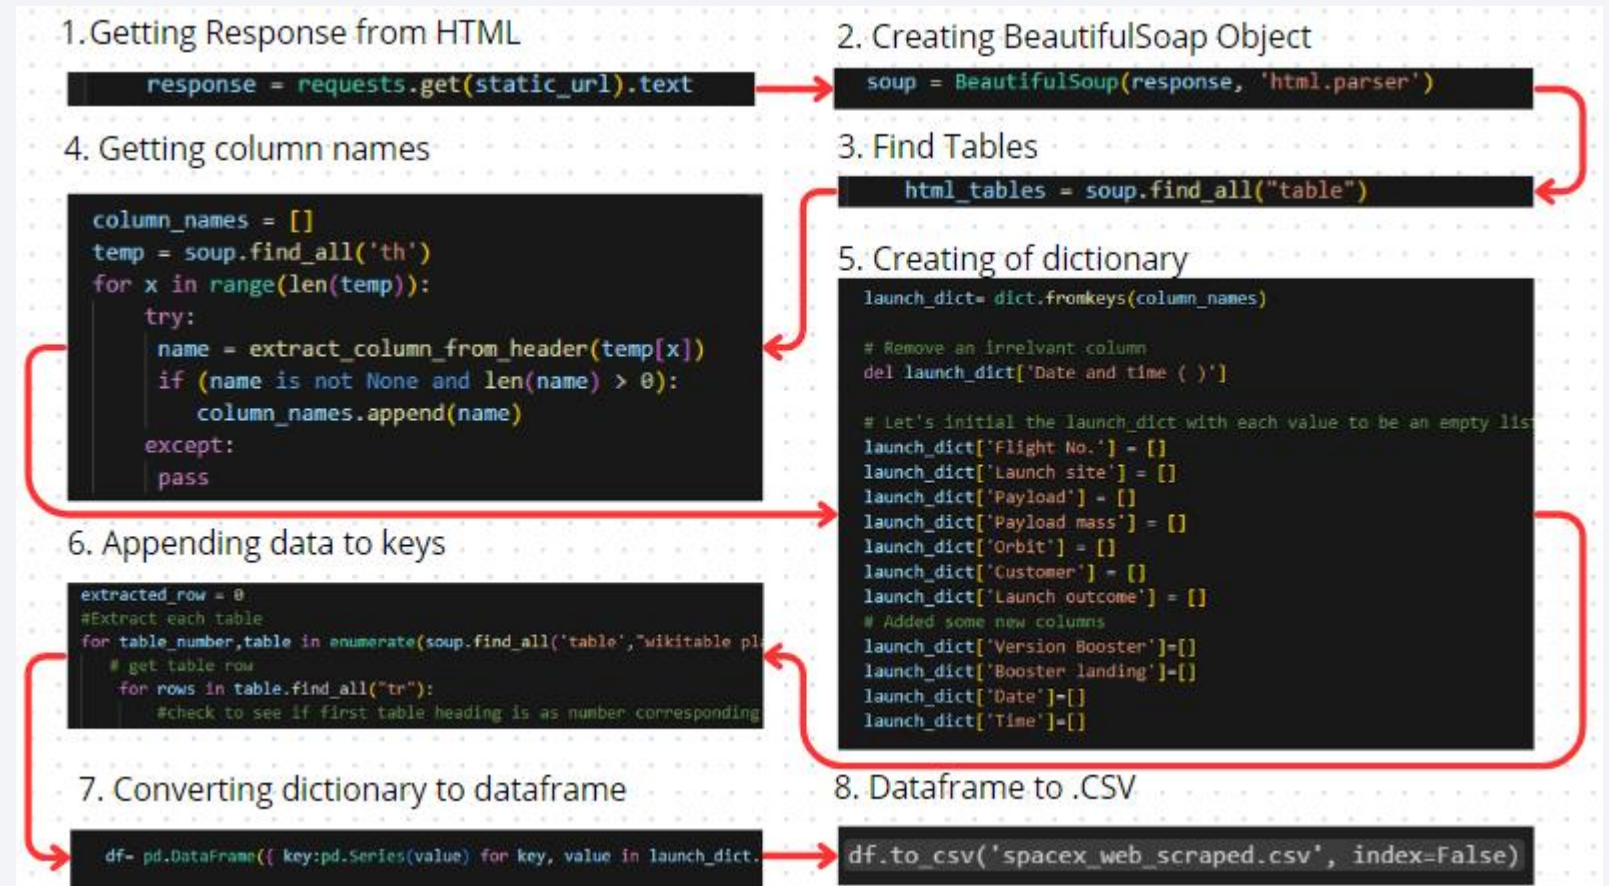 1.Getting Response from HTML
response = requests.get(static_url).text
2. Creating BeautifulSoap Object
soup = BeautifulSoup(response, 'html.parser')
3. Find Tables
html_tables = soup.find_all("table")
4. Getting column names
column_names = []
temp = soup.find_all('th')
for x in range(len(temp)):
try:
name = extract_column_from_header(temp[x])
if (name is not None and len(name) > 0):
column_names.append(name)
except:
pass
5. Creating of dictionary
launch_dict= dict.fromkeys(column_names)
# Remove an irrelvant column
del launch_dict['Date and time ( )']
# Let's initial the launch_dict with each value to be an empty lis
launch_dict['Flight No.'] = []
launch_dict['Launch site'] = []
launch_dict['Payload'] = []
launch_dict['Payload mass'] = []
launch_dict['Orbit'] = []
launch_dict['Customer'] = []
launch_dict['Launch outcome'] = []
# Added some new columns
launch_dict['Version Booster']=[]
launch_dict['Booster landing']=[]
launch_dict['Date']=[]
launch_dict['Time']=[]
6. Appending data to keys
extracted_row = 0
#Extract each table
for table_number,table in enumerate(soup.find_all('table',"wikitable pl
# get table row
for rows in table.find_all("tr"):
#check to see if first table heading is as number corresponding
7. Converting dictionary to dataframe
df= pd.DataFrame({ key:pd.Series(value) for key, value in launch_dict.
8. Dataframe to .CSV
df.to_csv('spacex_web_scraped.csv', index=False)